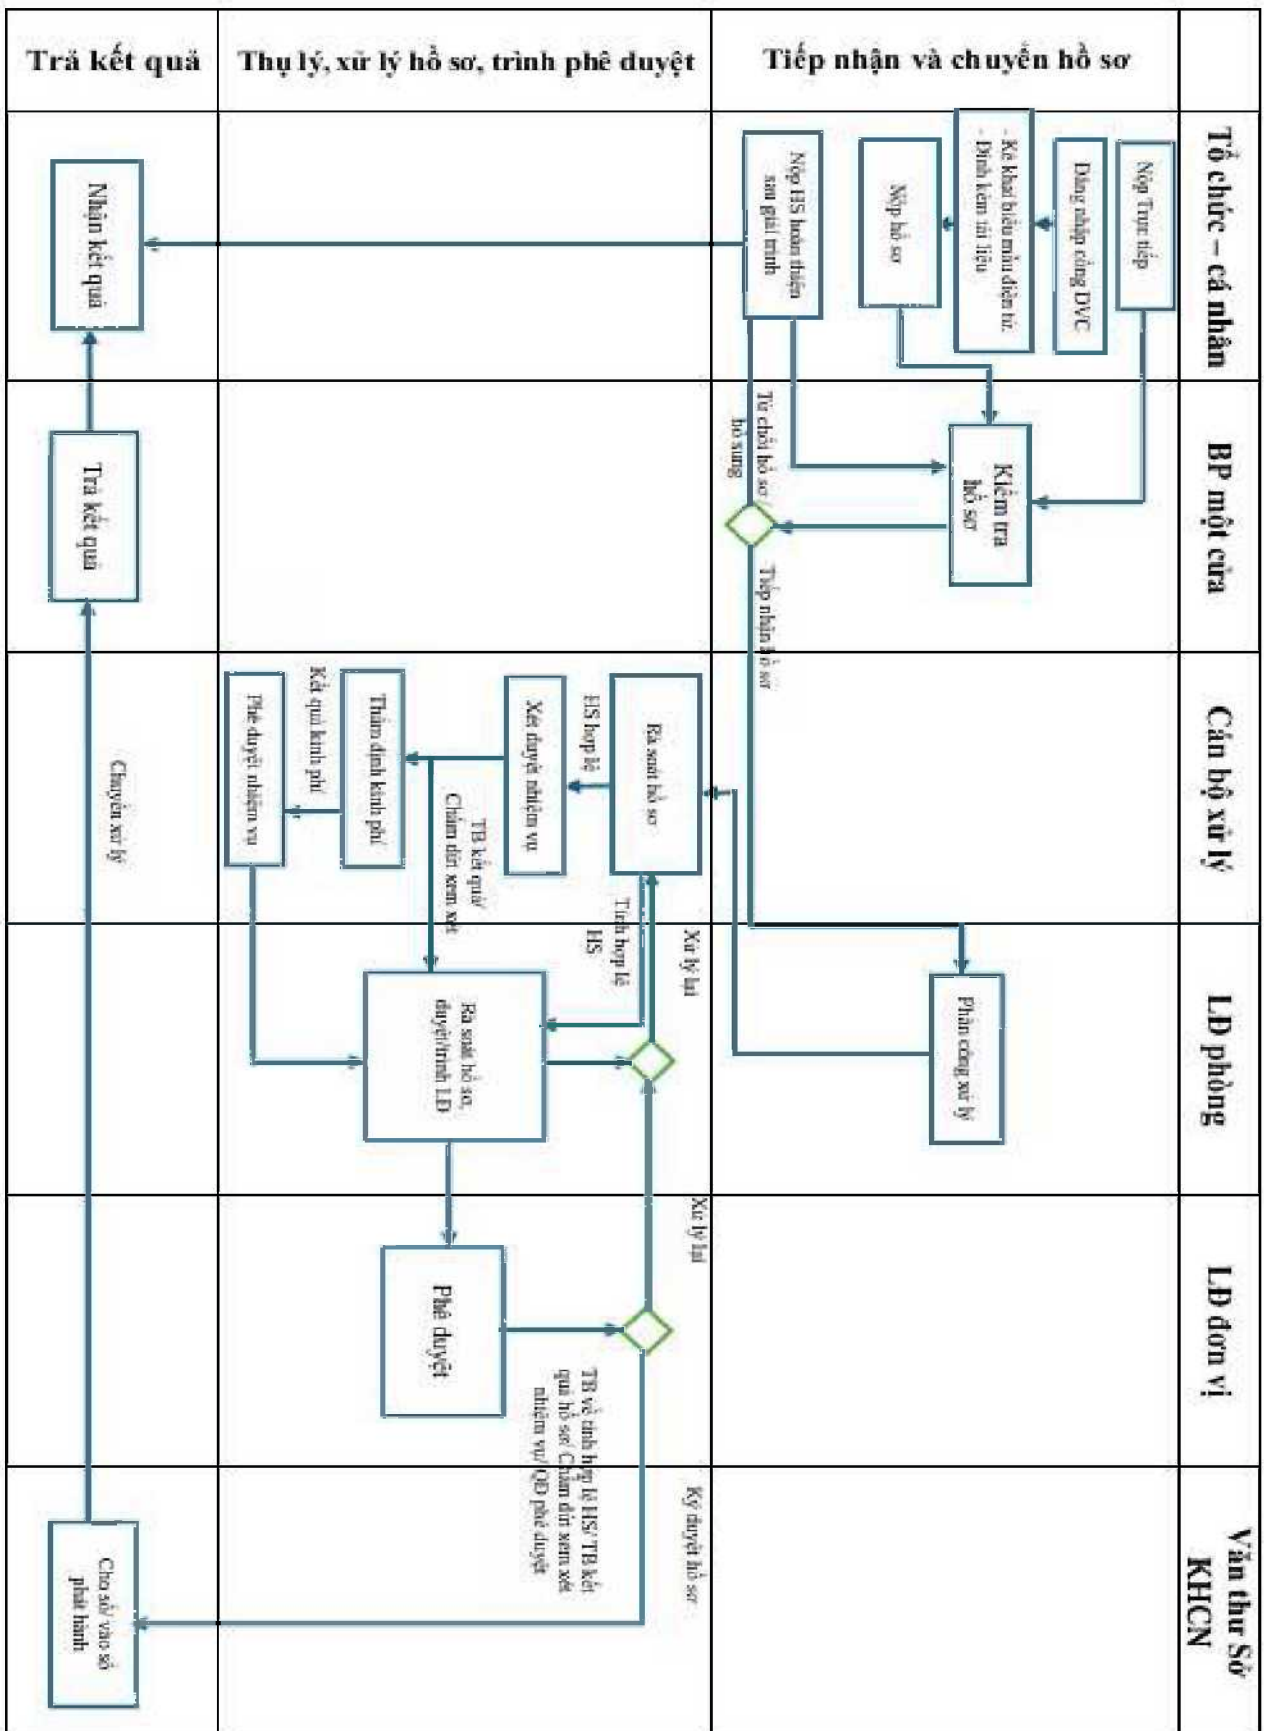 Tổ chức – cá nhân
BP một cửa
Cán bộ xử lý
LĐ phòng
LĐ đơn vị
Văn thư Sở
KHCN
Tiếp nhận và chuyển hồ sơ
Nộp Trực tiếp
Đăng nhập cổng DVC
- Kê khai biểu mẫu điện tử.
- Đính kèm tài liệu
Nộp hồ sơ
Nộp HS hoàn thiện
sau giải trình
Kiểm tra
hồ sơ
Từ chối hồ sơ /
bổ sung
Tiếp nhận hồ sơ
Phân công xử lý
Thụ lý, xử lý hồ sơ, trình phê duyệt
Rà soát hồ sơ
HS hợp lệ
Xét duyệt nhiệm vụ
Thẩm định kinh phí
Kết quả kinh phí
Phê duyệt nhiệm vụ
TB kết quả/
Chấm dứt xem xét
Tính hợp lệ
HS
Xử lý lại
Rà soát hồ sơ,
duyệt/trình LĐ
Xử lý lại
Phê duyệt
TB về tính hợp lệ HS/ TB kết
quả hồ sơ/ Chấm dứt xem xét
nhiệm vụ/ QĐ phê duyệt
Ký duyệt hồ sơ
Trả kết quả
Nhận kết quả
Trả kết quả
Chuyển xử lý
Cho số/ vào sổ
phát hành